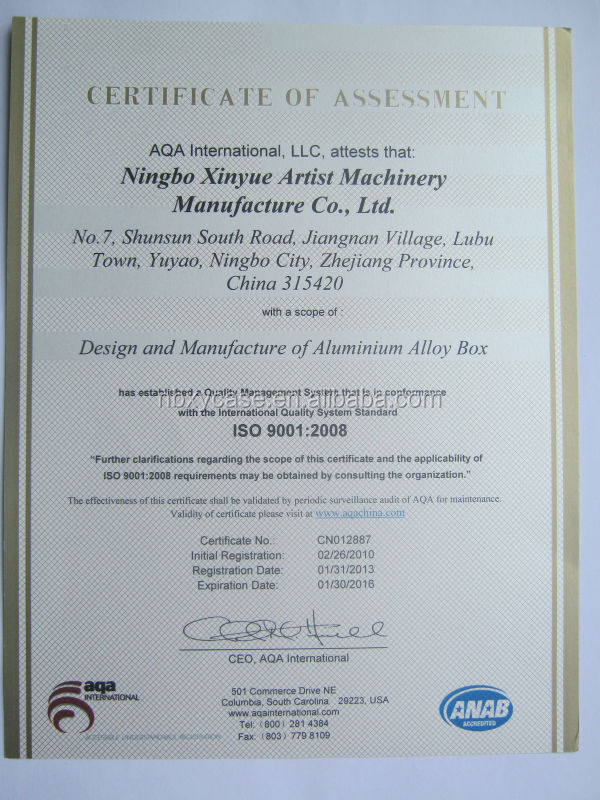 CERTIFICATE OF ASSESSMENT
AQA International, LLC, attests that:
Ningbo Xinyue Artist Machinery
Manufacture Co., Ltd.
No.7, Shunsun South Road, Jiangnan Village, Lubu
Town, Yuyao, Ningbo City, Zhejiang Province,
China 315420
with a scope of :
Design and Manufacture of Aluminium Alloy Box
has established a Quality Management System that is in conformance
nbxycase.en.alibaba.com
with the International Quality System Standard
ISO 9001:2008
“Further clarifications regarding the scope of this certificate and the applicability of
ISO 9001:2008 requirements may be obtained by consulting the organization.”
The effectiveness of this certificate shall be validated by periodic surveillance audit of AQA for maintenance.
Validity of certificate please visit at www.aqachina.com
Certificate No.: CN012887
Initial Registration: 02/26/2010
Registration Date: 01/31/2013
Expiration Date: 01/30/2016
CEO, AQA International
aqa
INTERNATIONAL
ACCESSIBLE UNDERSTANDABLE REGISTRATION
501 Commerce Drive NE
Columbia, South Carolina 29223, USA
www.aqainternational.com
Tel: (800) 281 4384
Fax: (803) 779 8109
ANAB
ACCREDITED